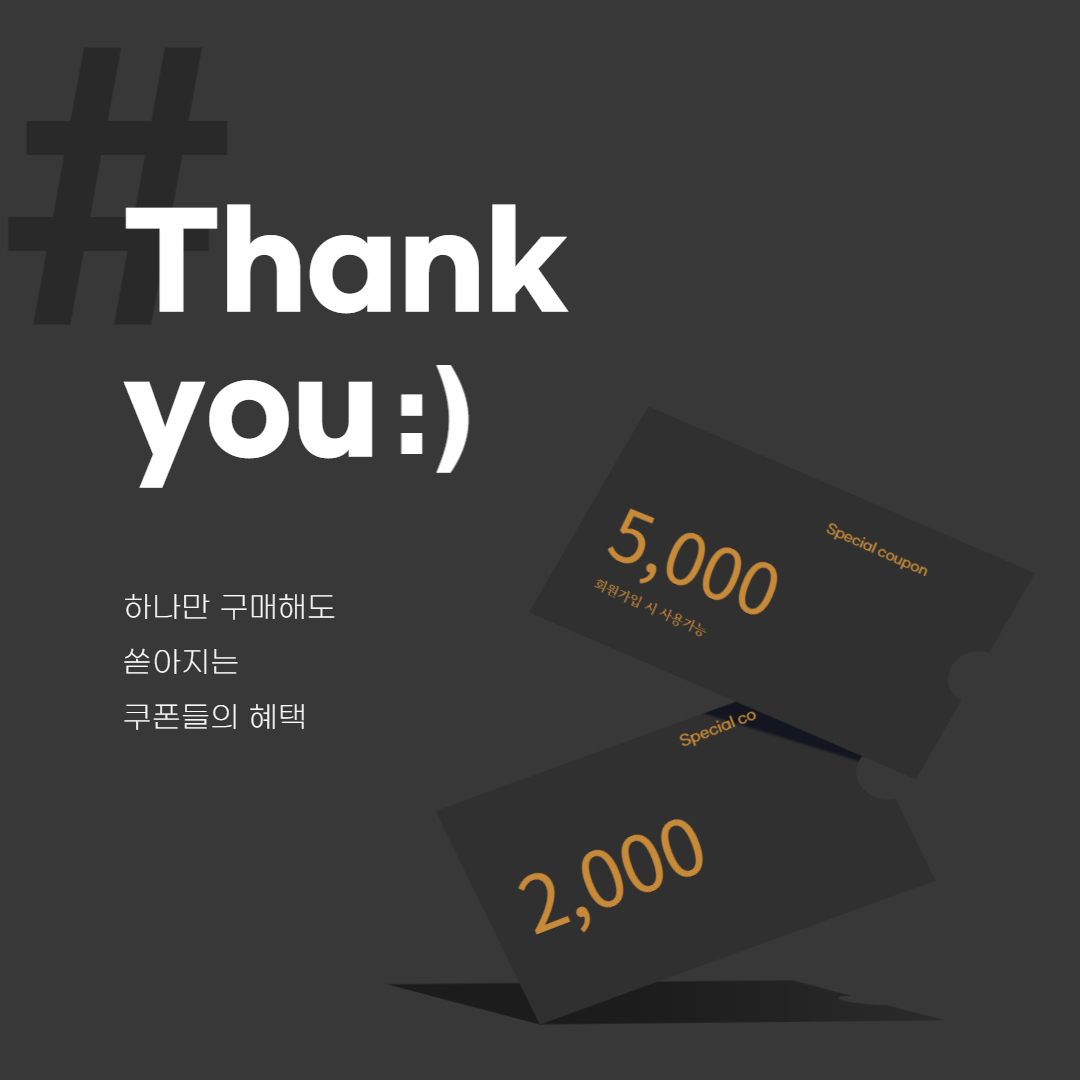 #
Thank
you:)
하나만 구매해도
쏟아지는
쿠폰들의 혜택
Special coupon
5,000
회원가입 시 사용가능
Special co
2,000